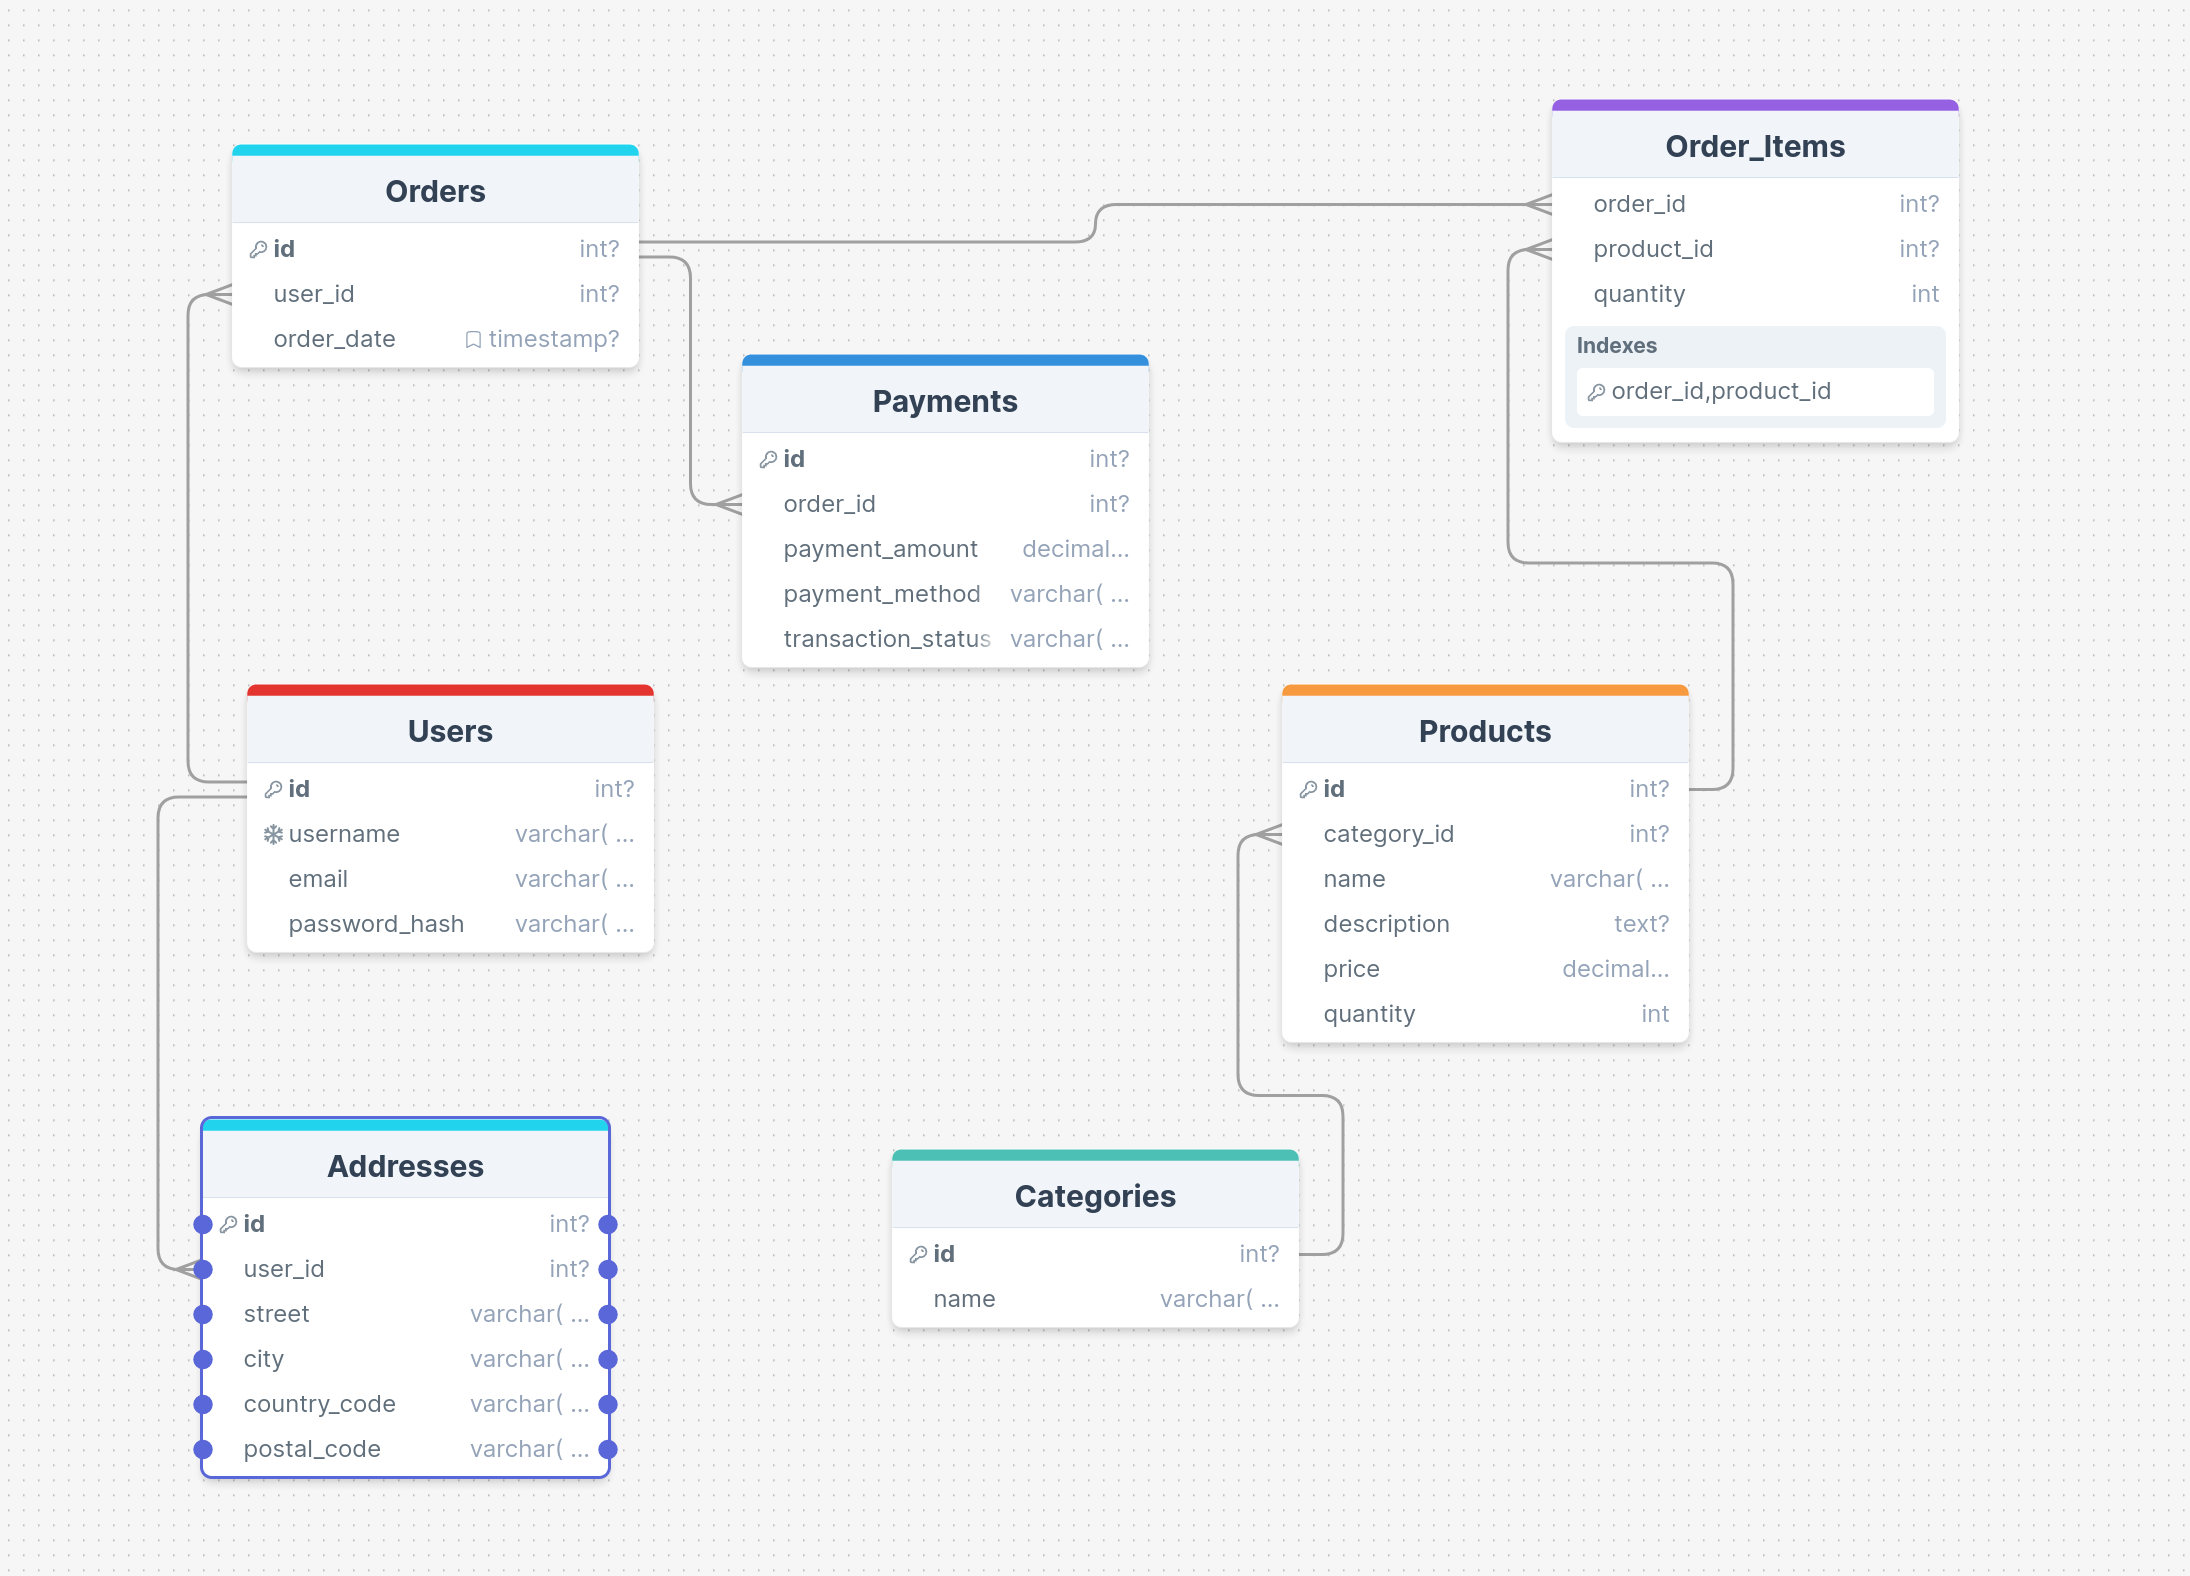 Orders
id int?
user_id int?
order_date timestamp?
Order_Items
order_id int?
product_id int?
quantity int
Indexes
order_id,product_id
Payments
id int?
order_id int?
payment_amount decimal...
payment_method varchar( ...
transaction_status varchar( ...
Users
id int?
username varchar( ...
email varchar( ...
password_hash varchar( ...
Products
id int?
category_id int?
name varchar( ...
description text?
price decimal...
quantity int
Addresses
id int?
user_id int?
street varchar( ...
city varchar( ...
country_code varchar( ...
postal_code varchar( ...
Categories
id int?
name varchar( ...